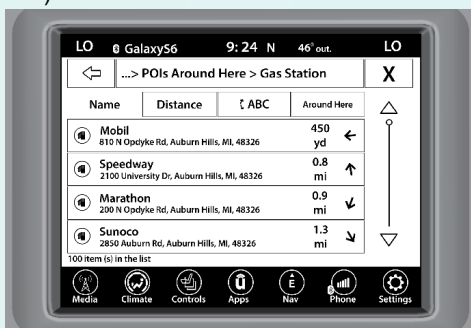 LO GalaxyS6 9:24 N 46° out. LO
...> POIs Around Here > Gas Station X
Name Distance ABC Around Here
Mobil 450 yd
810 N Opdyke Rd, Auburn Hills, MI, 48326
Speedway 0.8 mi
2100 University Dr, Auburn Hills, MI, 48326
Marathon 0.9 mi
200 N Opdyke Rd, Auburn Hills, MI, 48326
Sunoco 1.3 mi
2850 Auburn Rd, Auburn Hills, MI, 48326
100 item (s) in the list
Media Climate Controls Apps Nav Phone Settings